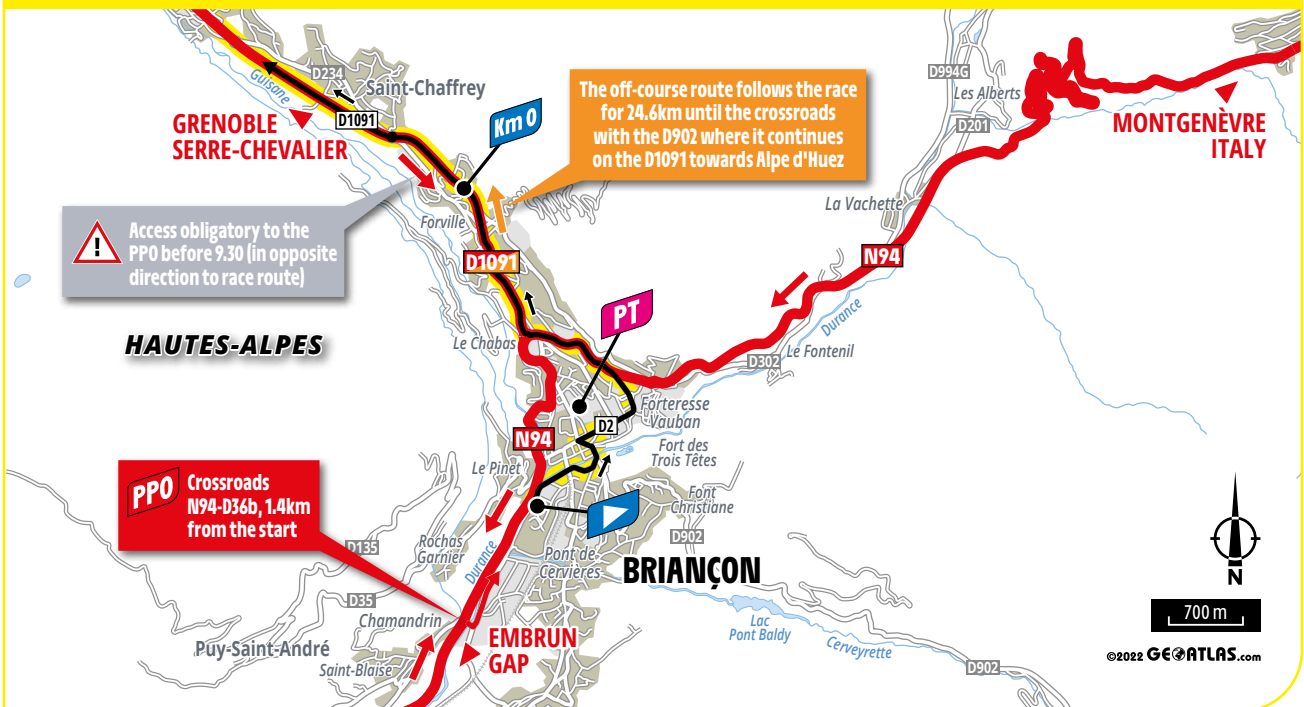 D234
Guisane
Saint-Chaffrey
D1091
GRENOBLE
SERRE-CHEVALIER
Km 0
The off-course route follows the race
for 24.6km until the crossroads
with the D902 where it continues
on the D1091 towards Alpe d'Huez
D994G
Les Alberts
D201
MONTGENÈVRE
ITALY
La Vachette
Forville
!
Access obligatory to the
PPO before 9.30 (in opposite
direction to race route)
D1091
N94
Durance
PT
HAUTES-ALPES
Le Chabas
Le Fontenil
D302
Forteresse
Vauban
D2
N94
Fort des
Trois Têtes
Le Pinet
PPO
Crossroads
N94-D36b, 1.4km
from the start
Font
Christiane
D902
D135
Rochas
Garnier
Durance
Pont de
Cervières
BRIANÇON
N
D35
Chamandrin
Lac
Pont Baldy
700 m
Puy-Saint-André
EMBRUN
GAP
Cerveyrette
©2022 GEOATLAS.com
Saint-Blaise
D902